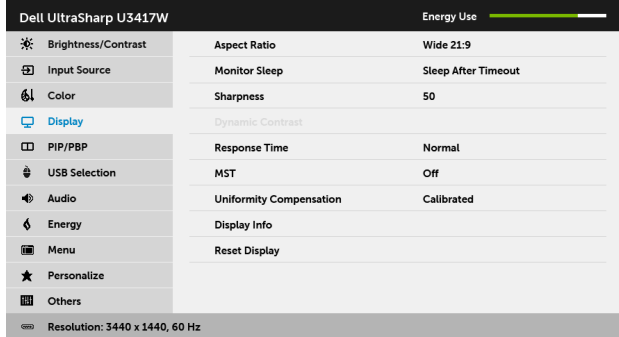 Dell UltraSharp U3417W Energy Use
Brightness/Contrast Aspect Ratio Wide 21:9
Input Source Monitor Sleep Sleep After Timeout
Color Sharpness 50
Display Dynamic Contrast
PIP/PBP Response Time Normal
USB Selection MST Off
Audio Uniformity Compensation Calibrated
Energy Display Info
Menu Reset Display
Personalize
Others
Resolution: 3440 x 1440, 60 Hz